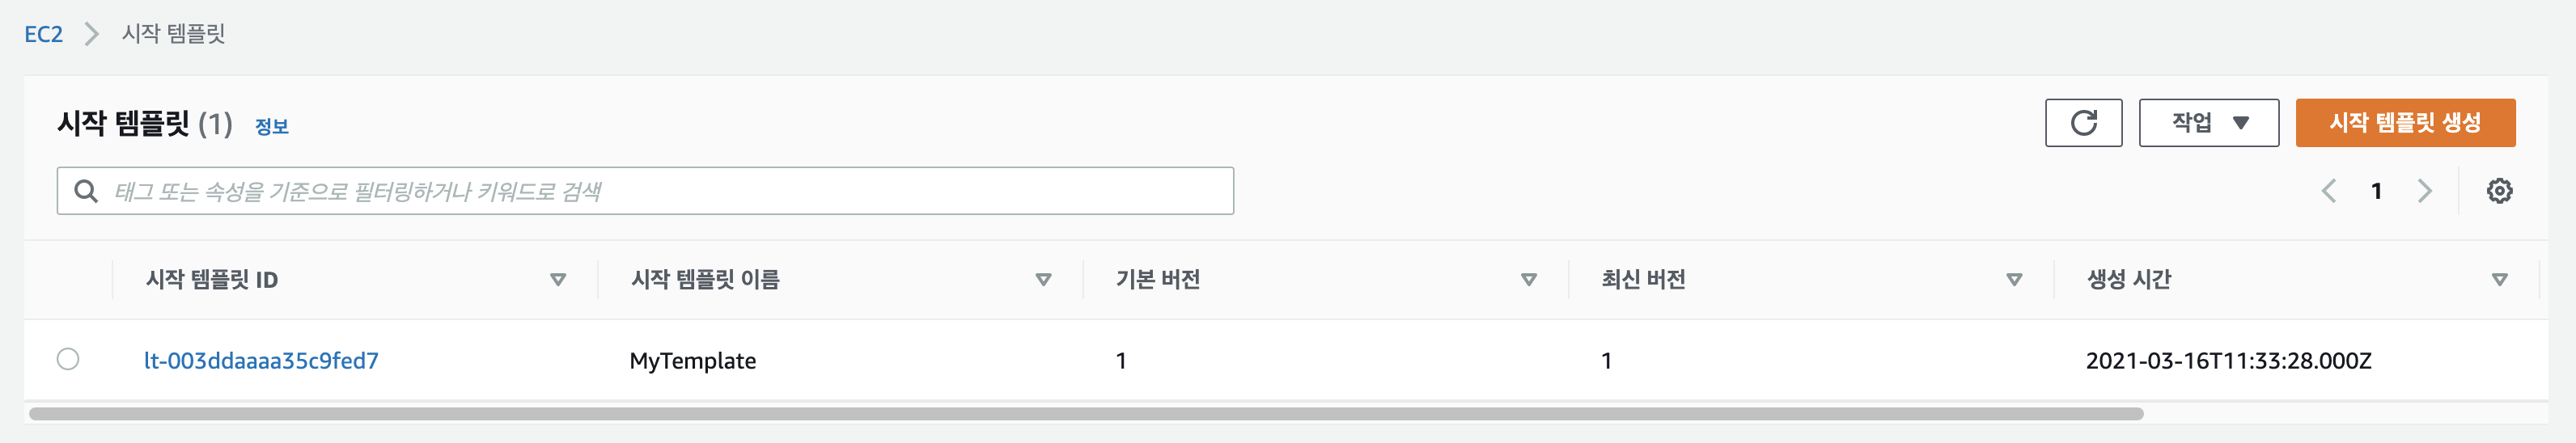 EC2 시작 템플릿
시작 템플릿 (1) 정보
작업 시작 템플릿 생성
태그 또는 속성을 기준으로 필터링하거나 키워드로 검색
1
시작 템플릿 ID 시작 템플릿 이름 기본 버전 최신 버전 생성 시간
lt-003ddaaaa35c9fed7 MyTemplate 1 1 2021-03-16T11:33:28.000Z